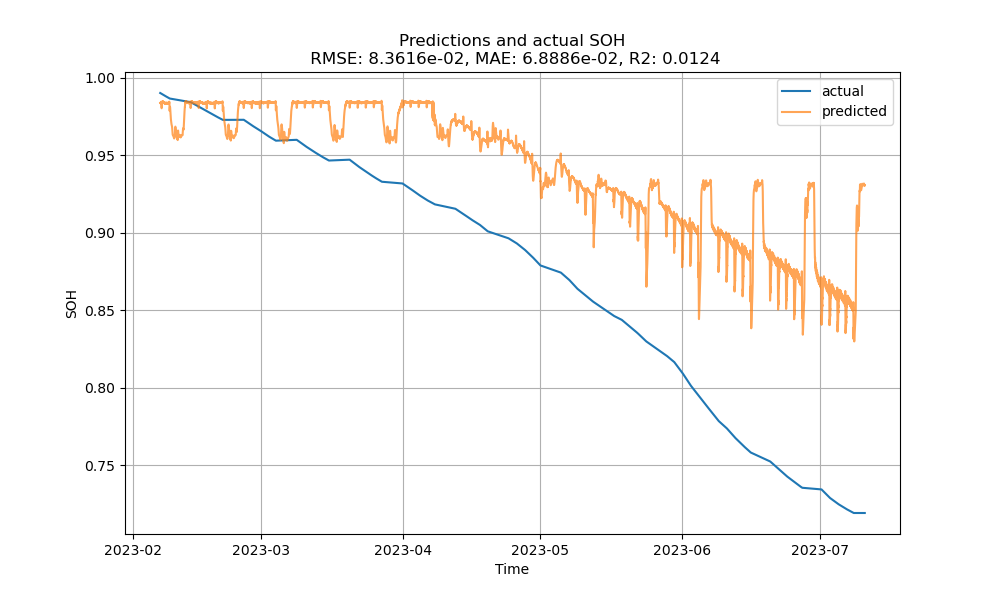 Predictions and actual SOH
RMSE: 8.3616e-02, MAE: 6.8886e-02, R2: 0.0124
actual
predicted
1.00
0.95
0.90
0.85
0.80
0.75
SOH
2023-02
2023-03
2023-04
2023-05
2023-06
2023-07
Time